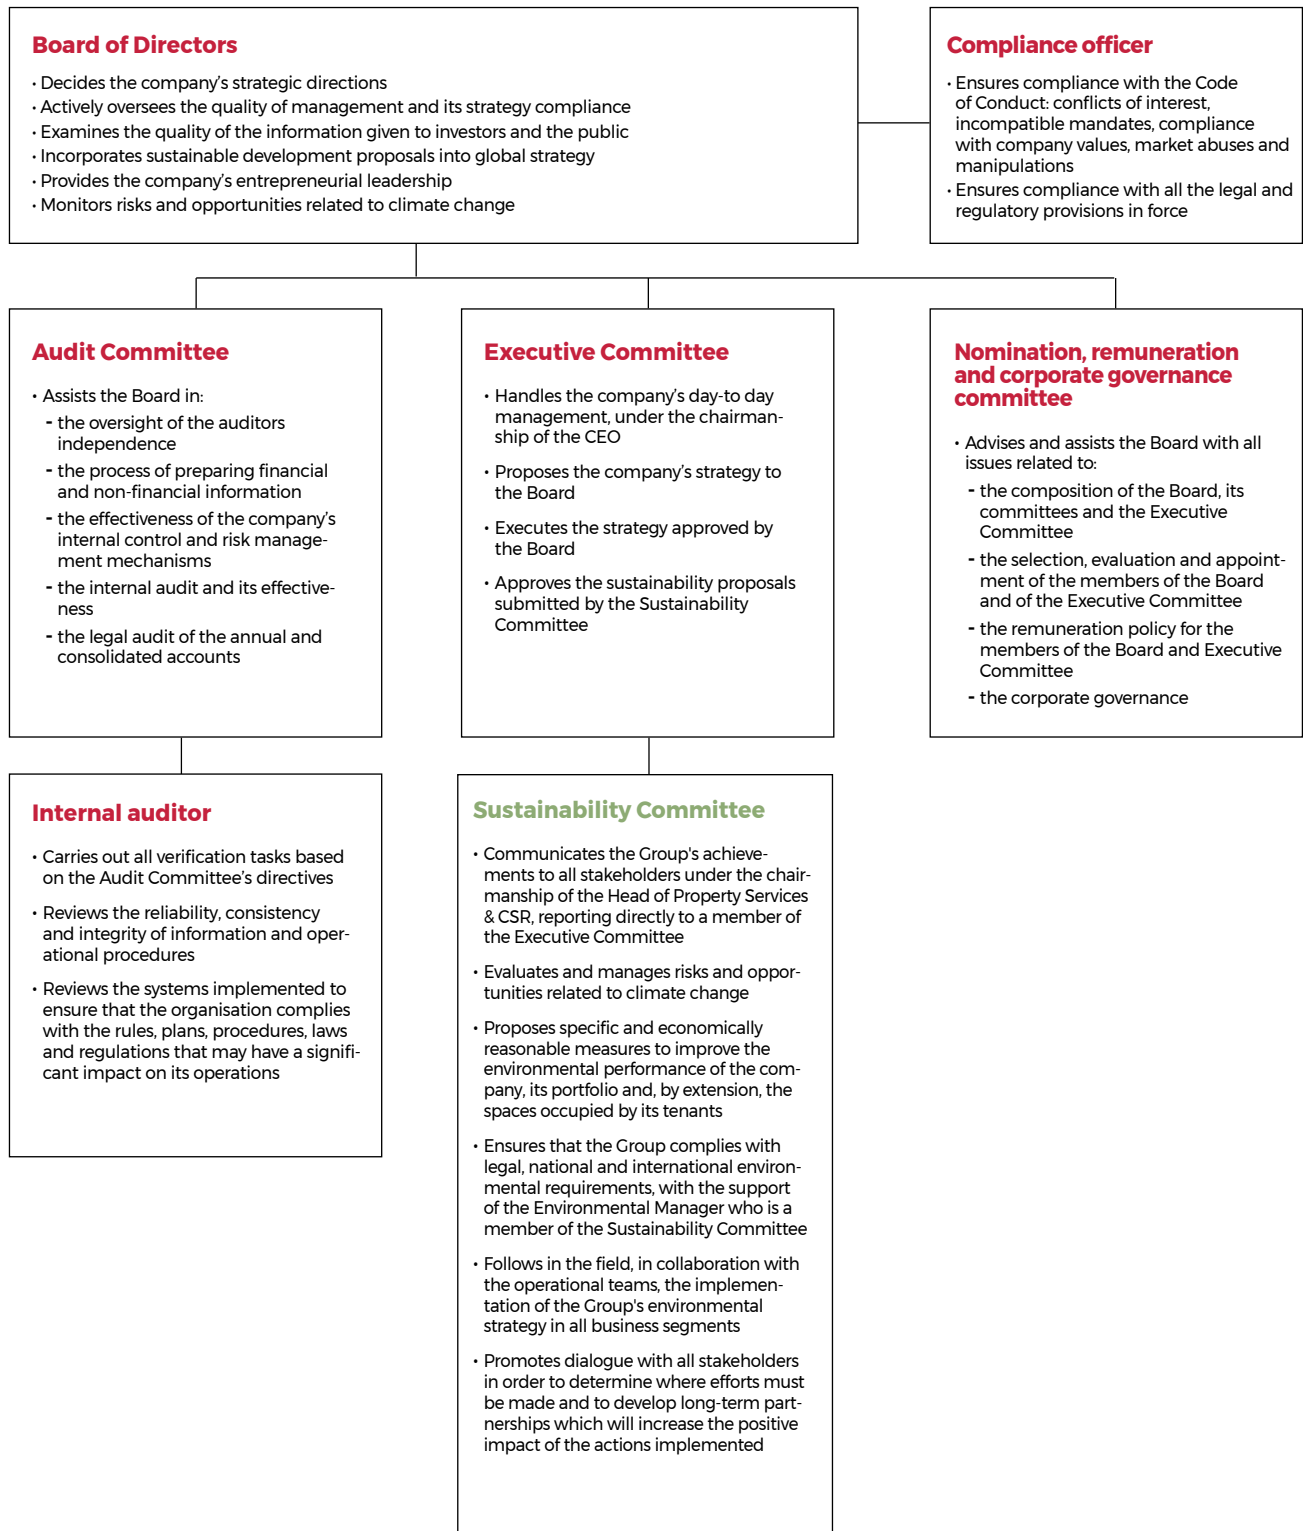 Board of Directors
• Decides the company's strategic directions
• Actively oversees the quality of management and its strategy compliance
• Examines the quality of the information given to investors and the public
• Incorporates sustainable development proposals into global strategy
• Provides the company's entrepreneurial leadership
• Monitors risks and opportunities related to climate change
Compliance officer
• Ensures compliance with the Code
of Conduct: conflicts of interest,
incompatible mandates, compliance
with company values, market abuses and
manipulations
• Ensures compliance with all the legal and
regulatory provisions in force
Audit Committee
• Assists the Board in:
- the oversight of the auditors
independence
- the process of preparing financial
and non-financial information
- the effectiveness of the company's
internal control and risk manage-
ment mechanisms
- the internal audit and its effective-
ness
- the legal audit of the annual and
consolidated accounts
Executive Committee
• Handles the company's day-to day
management, under the chairman-
ship of the CEO
• Proposes the company's strategy to
the Board
• Executes the strategy approved by
the Board
• Approves the sustainability proposals
submitted by the Sustainability
Committee
Nomination, remuneration
and corporate governance
committee
• Advises and assists the Board with all
issues related to:
- the composition of the Board, its
committees and the Executive
Committee
- the selection, evaluation and appoint-
ment of the members of the Board
and of the Executive Committee
- the remuneration policy for the
members of the Board and Executive
Committee
- the corporate governance
Internal auditor
• Carries out all verification tasks based
on the Audit Committee's directives
• Reviews the reliability, consistency
and integrity of information and oper-
ational procedures
• Reviews the systems implemented to
ensure that the organisation complies
with the rules, plans, procedures, laws
and regulations that may have a signifi-
cant impact on its operations
Sustainability Committee
• Communicates the Group's achieve-
ments to all stakeholders under the chair-
manship of the Head of Property Services
& CSR, reporting directly to a member of
the Executive Committee
• Evaluates and manages risks and oppor-
tunities related to climate change
• Proposes specific and economically
reasonable measures to improve the
environmental performance of the com-
pany, its portfolio and, by extension, the
spaces occupied by its tenants
• Ensures that the Group complies with
legal, national and international environ-
mental requirements, with the support
of the Environmental Manager who is a
member of the Sustainability Committee
• Follows in the field, in collaboration with
the operational teams, the implemen-
tation of the Group's environmental
strategy in all business segments
• Promotes dialogue with all stakeholders
in order to determine where efforts must
be made and to develop long-term part-
nerships which will increase the positive
impact of the actions implemented